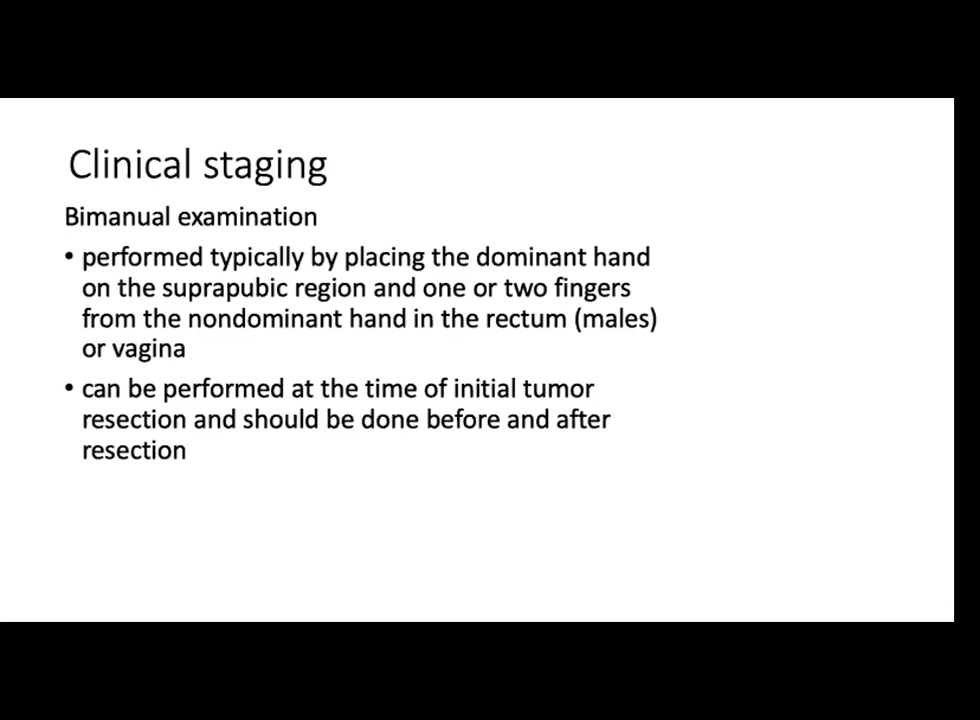 Clinical staging
Bimanual examination
• performed typically by placing the dominant hand
on the suprapubic region and one or two fingers
from the nondominant hand in the rectum (males)
or vagina
• can be performed at the time of initial tumor
resection and should be done before and after
resection